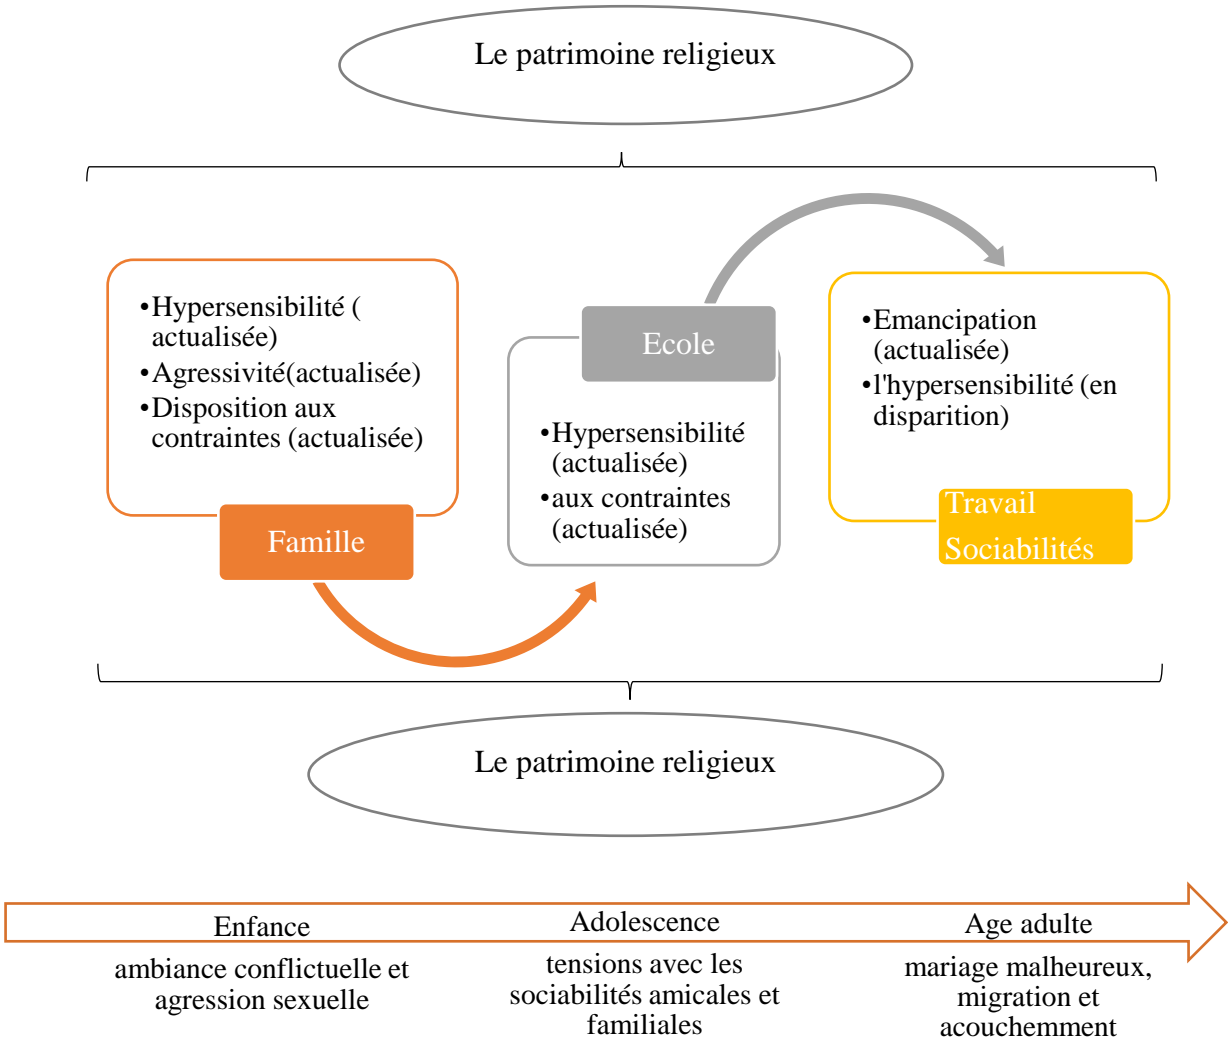 Le patrimoine religieux
•Hypersensibilité (
actualisée)
•Agressivité(actualisée)
•Disposition aux
contraintes (actualisée)
Famille
Ecole
•Hypersensibilité
(actualisée)
•aux contraintes
(actualisée)
•Emancipation
(actualisée)
•l'hypersensibilité (en
disparition)
Travail
Sociabilités
Le patrimoine religieux
Enfance
ambiance conflictuelle et
agression sexuelle
Adolescence
tensions avec les
sociabilités amicales et
familiales
Age adulte
mariage malheureux,
migration et
acouchemment